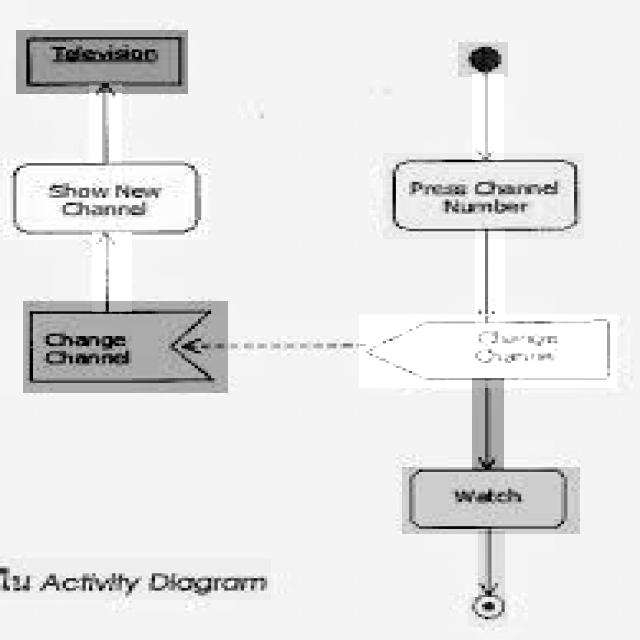 Television
Show New
Channel
Change
Channel
Press Channel
Number
Change
Channel
Watch
ใน Activity Diagram